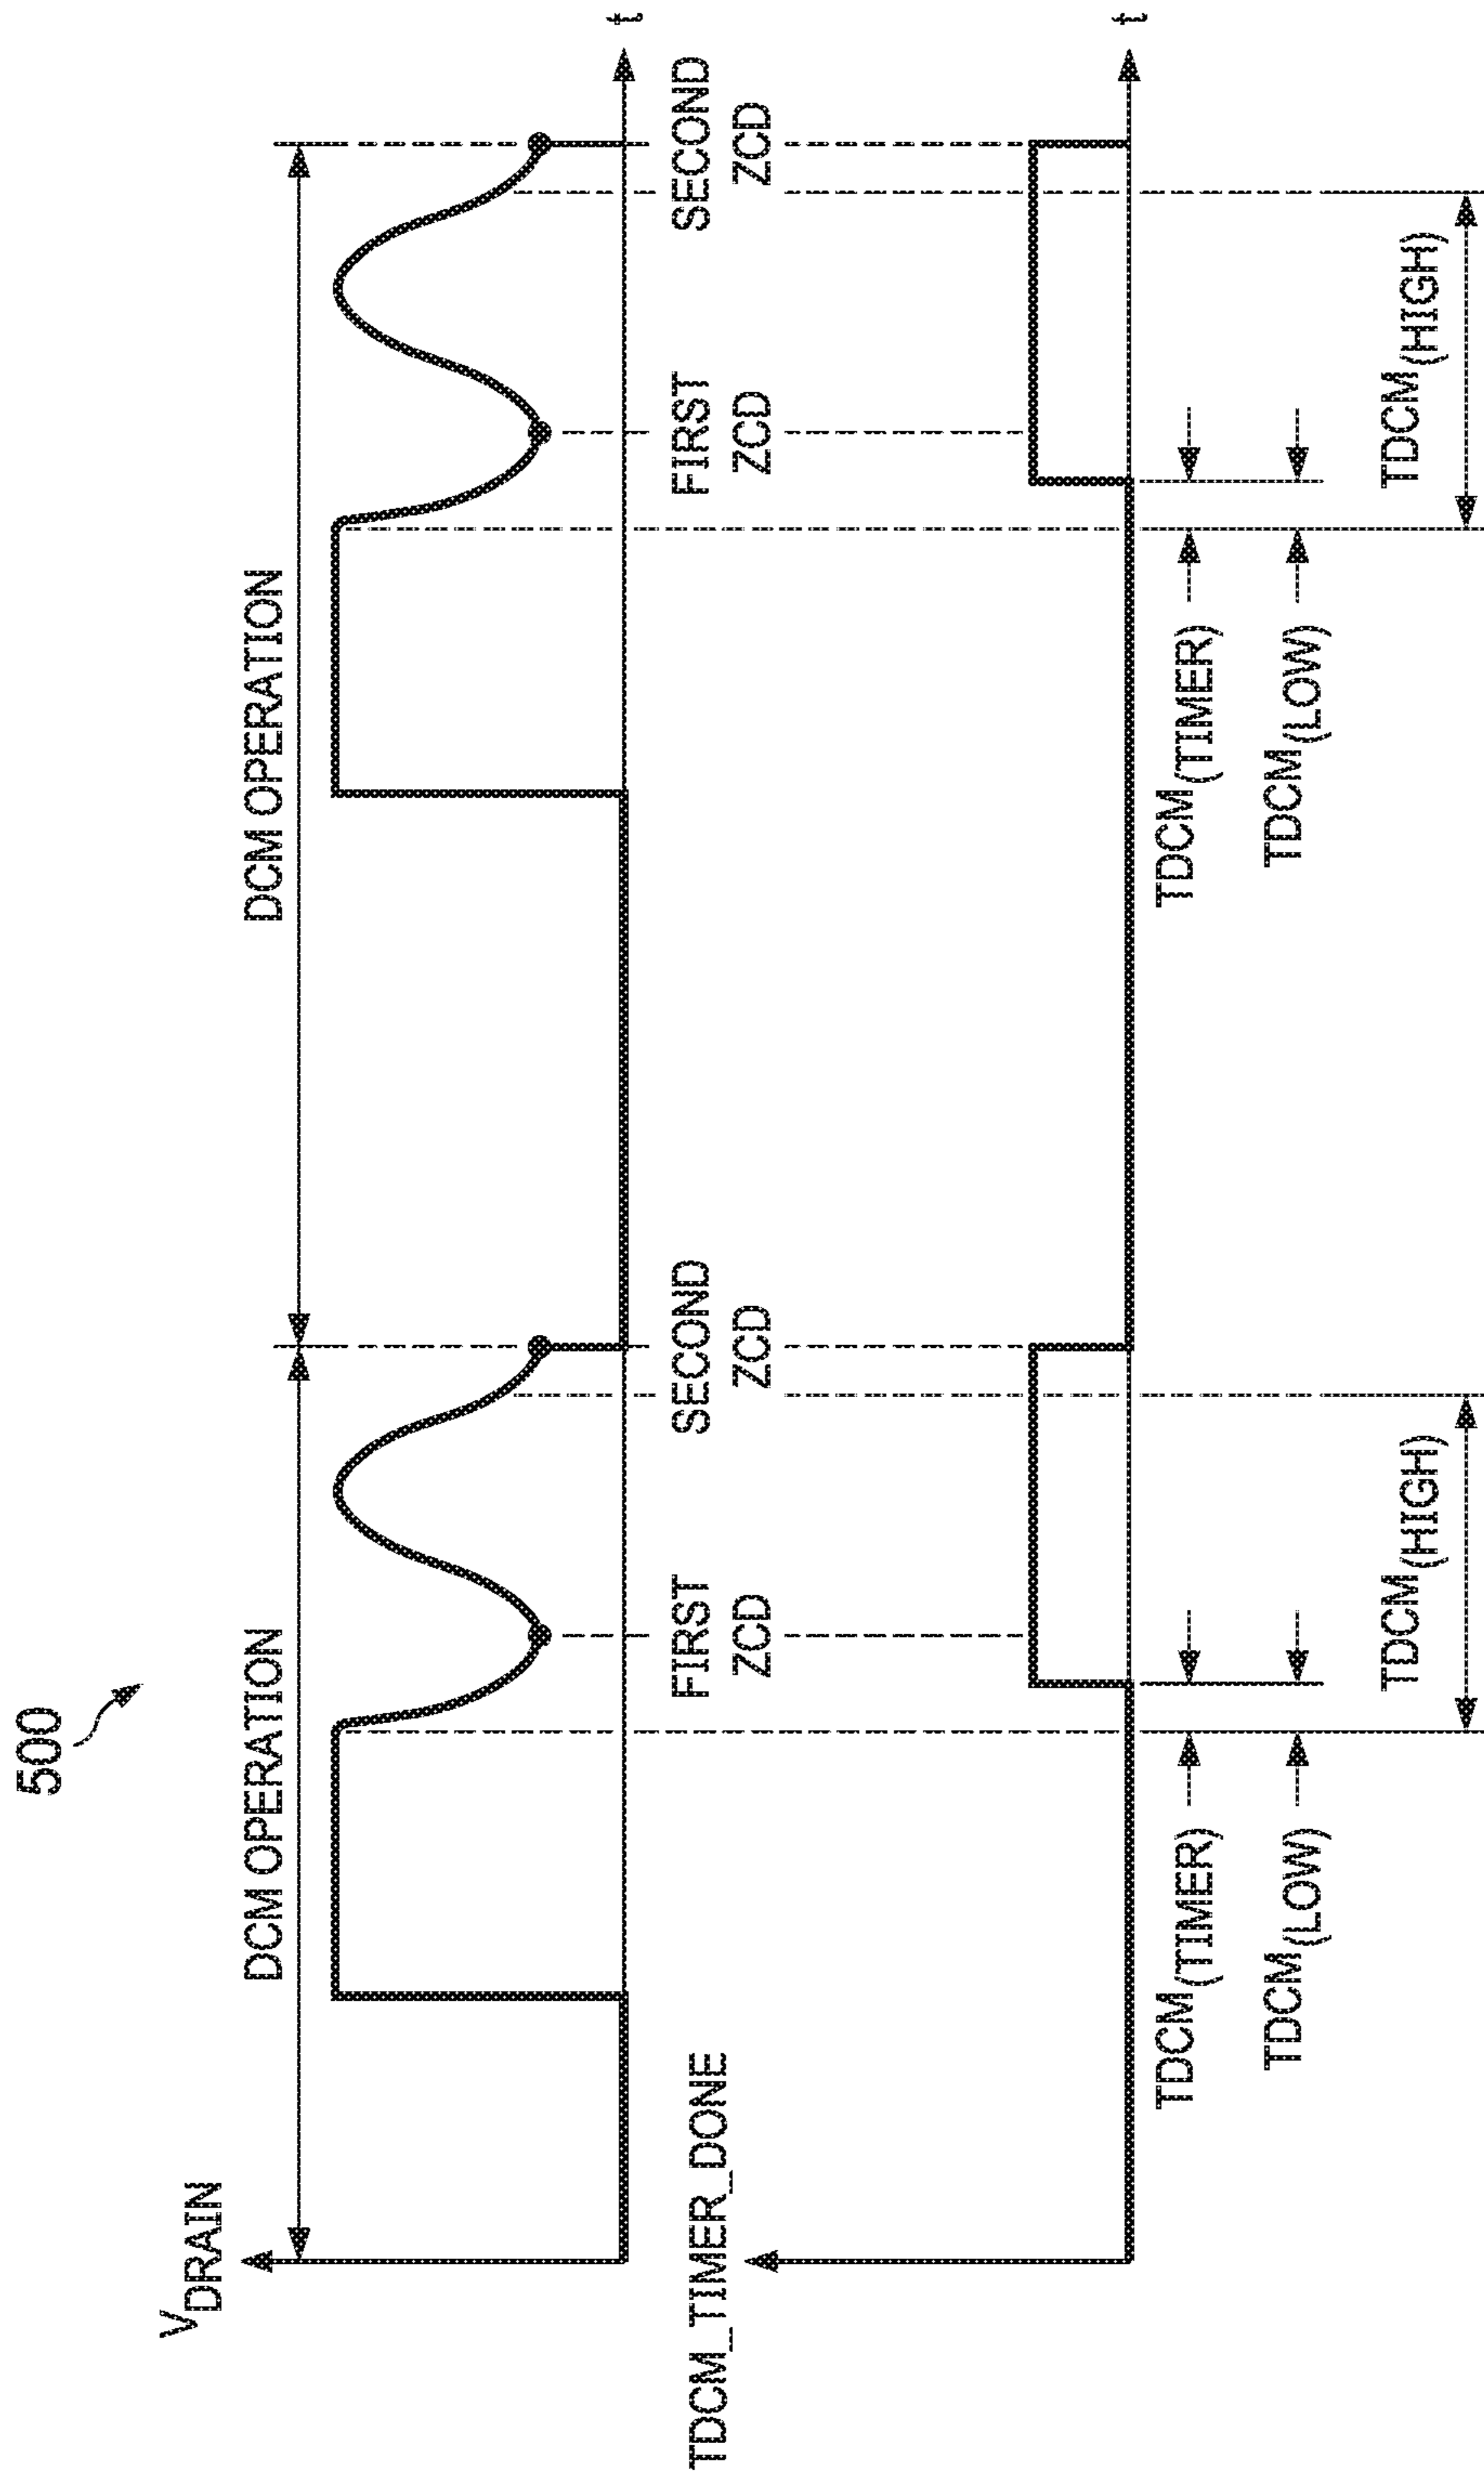 500
V_DRAIN
DCM OPERATION
DCM OPERATION
t
FIRST
ZCD
SECOND
ZCD
FIRST
ZCD
SECOND
ZCD
TDCM_TIMER_DONE
t
TDCM(TIMER)
TDCM(TIMER)
TDCM(LOW)
TDCM(LOW)
TDCM(HIGH)
TDCM(HIGH)